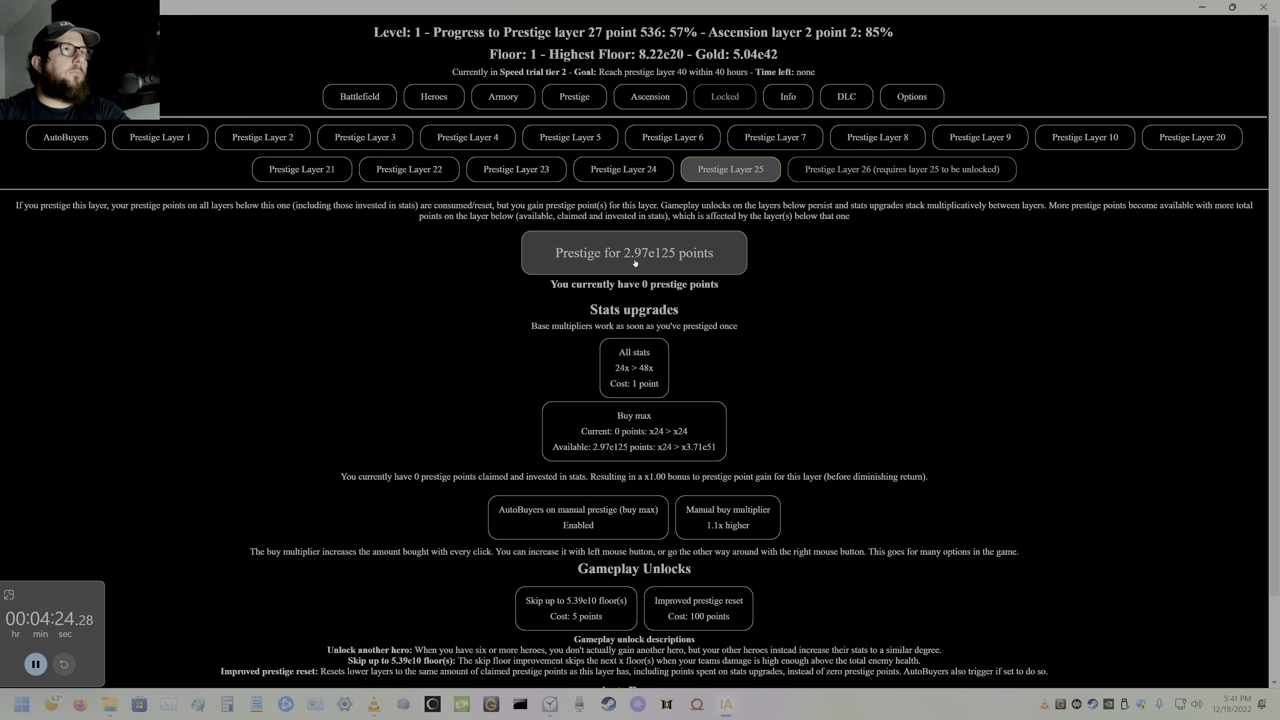 Level: 1 - Progress to Prestige layer 27 point 536: 57% - Ascension layer 2 point 2: 85%
Floor: 1 - Highest Floor: 8.22e20 - Gold: 5.04e42
Currently in Speed trial tier 2 - Goal: Reach prestige layer 40 within 40 hours - Time left: none
Battlefield Heroes Armory Prestige Ascension Locked Info DLC Options
AutoBuyers Prestige Layer 1 Prestige Layer 2 Prestige Layer 3 Prestige Layer 4 Prestige Layer 5 Prestige Layer 6 Prestige Layer 7 Prestige Layer 8 Prestige Layer 9 Prestige Layer 10 Prestige Layer 20
Prestige Layer 21 Prestige Layer 22 Prestige Layer 23 Prestige Layer 24 Prestige Layer 25 Prestige Layer 26 (requires layer 25 to be unlocked)
If you prestige this layer, your prestige points on all layers below this one (including those invested in stats) are consumed/reset, but you gain prestige point(s) for this layer. Gameplay unlocks on the layers below persist and stats upgrades stack multiplicatively between layers. More prestige points become available with more total
points on the layer below (available, claimed and invested in stats), which is affected by the layer(s) below that one
Prestige for 2.97e125 points
You currently have 0 prestige points
Stats upgrades
Base multipliers work as soon as you've prestiged once
All stats
24x > 48x
Cost: 1 point
Buy max
Current: 0 points: x24 > x24
Available: 2.97e125 points: x24 > x3.71e51
You currently have 0 prestige points claimed and invested in stats. Resulting in a x1.00 bonus to prestige point gain for this layer (before diminishing return).
AutoBuyers on manual prestige (buy max) Manual buy multiplier
Enabled 1.1x higher
The buy multiplier increases the amount bought with every click. You can increase it with left mouse button, or go the other way around with the right mouse button. This goes for many options in the game.
Gameplay Unlocks
Skip up to 5.39e10 floor(s) Improved prestige reset
Cost: 5 points Cost: 100 points
Gameplay unlock descriptions
Unlock another hero: When you have six or more heroes, you don't actually gain another hero, but your other heroes instead increase their stats to a similar degree.
Skip up to 5.39e10 floor(s): The skip floor improvement skips the next x floor(s) when your teams damage is high enough above the total enemy health.
Improved prestige reset: Resets lower layers to the same amount of claimed prestige points as this layer has, including points spent on stats upgrades, instead of zero prestige points. AutoBuyers also trigger if set to do so.
00:04:24.28
hr min sec
63°
IA
5:41 PM
12/19/2022